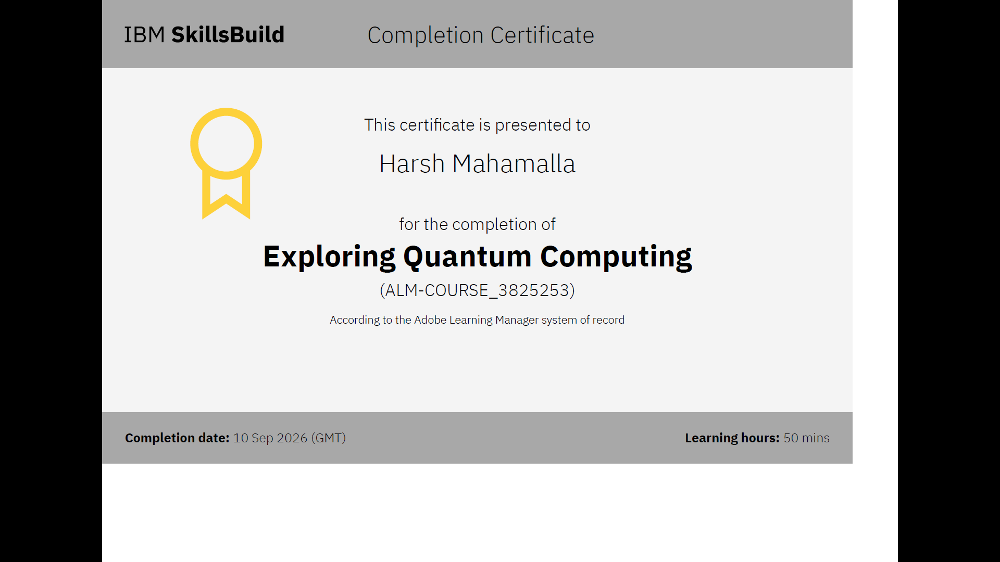 IBM SkillsBuild
Completion Certificate
This certificate is presented to
Harsh Mahamalla
for the completion of
Exploring Quantum Computing
(ALM-COURSE_3825253)
According to the Adobe Learning Manager system of record
Completion date: 10 Sep 2026 (GMT)
Learning hours: 50 mins